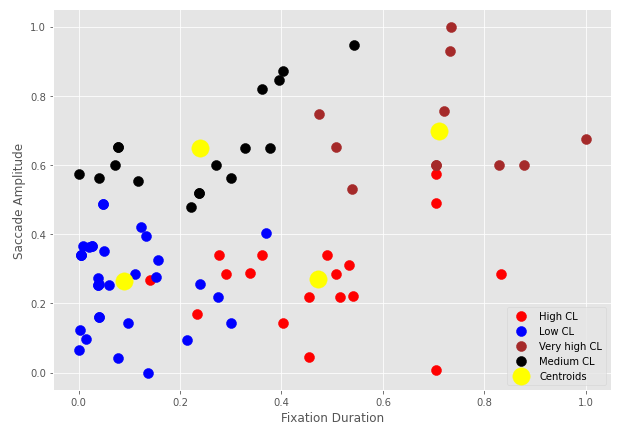 1.0
0.8
0.6
0.4
0.2
0.0
Saccade Amplitude
High CL
Low CL
Very high CL
Medium CL
Centroids
0.0 0.2 0.4 0.6 0.8 1.0
Fixation Duration